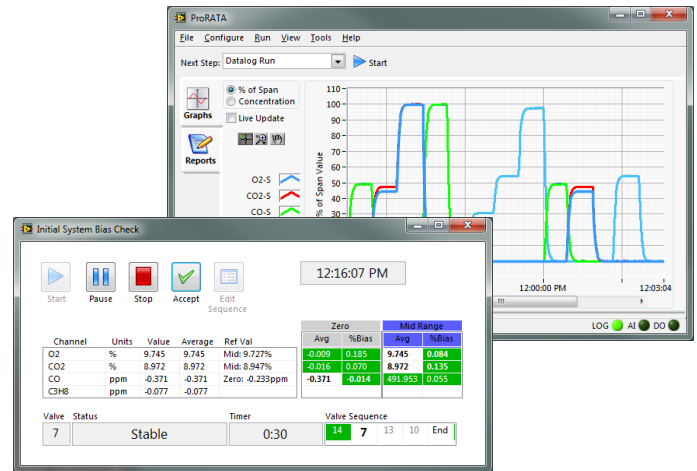 ProRATA
File Configure Run View Tools Help
Next Step: Datalog Run Start
Graphs
Reports
% of Span
Concentration
Live Update
O2-S
CO2-S
CO-S
% of Span Value
110
100
90
80
70
60
50
40
30
12:00:00 PM 12:03:04
LOG AI DO
Initial System Bias Check
Start Pause Stop Accept Edit Sequence
12:16:07 PM
Zero Mid Range
Channel Units Value Average Ref Val Avg %Bias Avg %Bias
O2 % 9.745 9.745 Mid: 9.727% -0.009 0.185 9.745 0.084
CO2 % 8.972 8.972 Mid: 8.947% -0.016 0.070 8.972 0.135
CO ppm -0.371 -0.371 Zero: -0.233ppm -0.371 -0.014 491.953 0.055
C3H8 ppm -0.077 -0.077
Valve Status Timer Valve Sequence
7 Stable 0:30 14 7 13 10 End